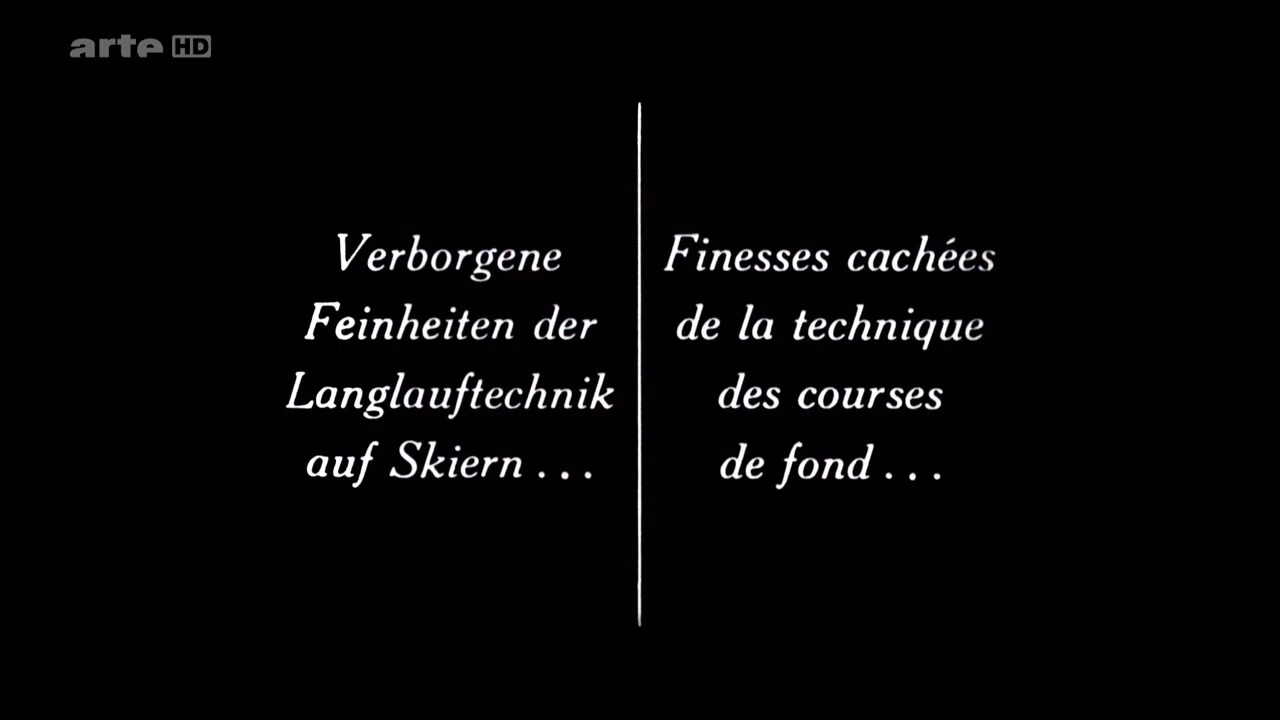 arte HD
Verborgene
Feinheiten der
Langlauftechnik
auf Skiern . . .
Finesses cachées
de la technique
des courses
de fond . . .